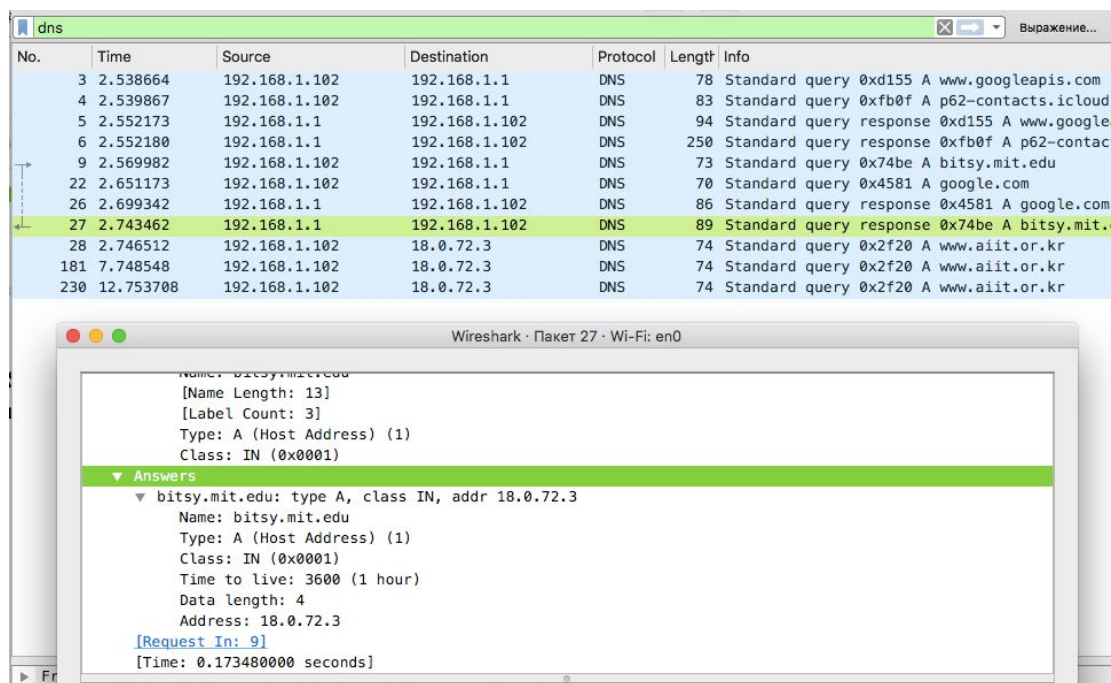 dns Выражение...
No. Time Source Destination Protocol Length Info
3 2.538664 192.168.1.102 192.168.1.1 DNS 78 Standard query 0xd155 A www.googleapis.com
4 2.539867 192.168.1.102 192.168.1.1 DNS 83 Standard query 0xfb0f A p62-contacts.icloud
5 2.552173 192.168.1.1 192.168.1.102 DNS 94 Standard query response 0xd155 A www.google
6 2.552180 192.168.1.1 192.168.1.102 DNS 250 Standard query response 0xfb0f A p62-contac
9 2.569982 192.168.1.102 192.168.1.1 DNS 73 Standard query 0x74be A bitsy.mit.edu
22 2.651173 192.168.1.102 192.168.1.1 DNS 70 Standard query 0x4581 A google.com
26 2.699342 192.168.1.1 192.168.1.102 DNS 86 Standard query response 0x4581 A google.com
27 2.743462 192.168.1.1 192.168.1.102 DNS 89 Standard query response 0x74be A bitsy.mit.
28 2.746512 192.168.1.102 18.0.72.3 DNS 74 Standard query 0x2f20 A www.aiit.or.kr
181 7.748548 192.168.1.102 18.0.72.3 DNS 74 Standard query 0x2f20 A www.aiit.or.kr
230 12.753708 192.168.1.102 18.0.72.3 DNS 74 Standard query 0x2f20 A www.aiit.or.kr
Wireshark · Пакет 27 · Wi-Fi: en0
Name: bitsy.mit.edu
[Name Length: 13]
[Label Count: 3]
Type: A (Host Address) (1)
Class: IN (0x0001)
Answers
bitsy.mit.edu: type A, class IN, addr 18.0.72.3
Name: bitsy.mit.edu
Type: A (Host Address) (1)
Class: IN (0x0001)
Time to live: 3600 (1 hour)
Data length: 4
Address: 18.0.72.3
[Request In: 9]
[Time: 0.173480000 seconds]
Fr